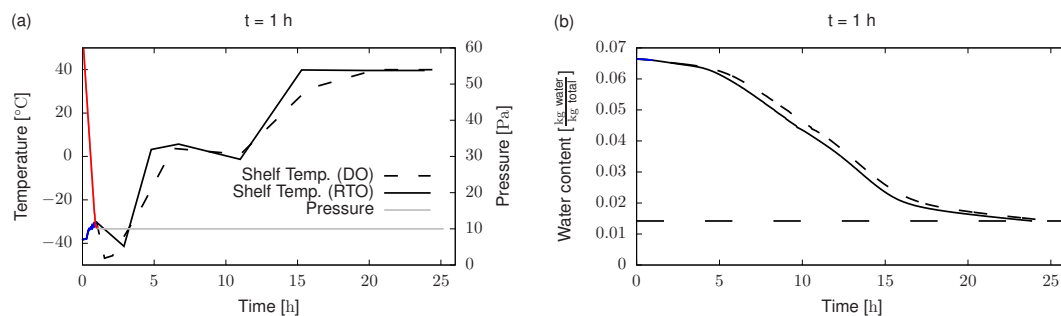 (a)
t = 1 h
Temperature [°C]
40
20
0
−20
−40
60
50
40
30
20
10
0
Pressure [Pa]
Shelf Temp. (DO)
Shelf Temp. (RTO)
Pressure
0 5 10 15 20 25
Time [h]
(b)
t = 1 h
Water content [kg water / kg total]
0.07
0.06
0.05
0.04
0.03
0.02
0.01
0
0 5 10 15 20 25
Time [h]